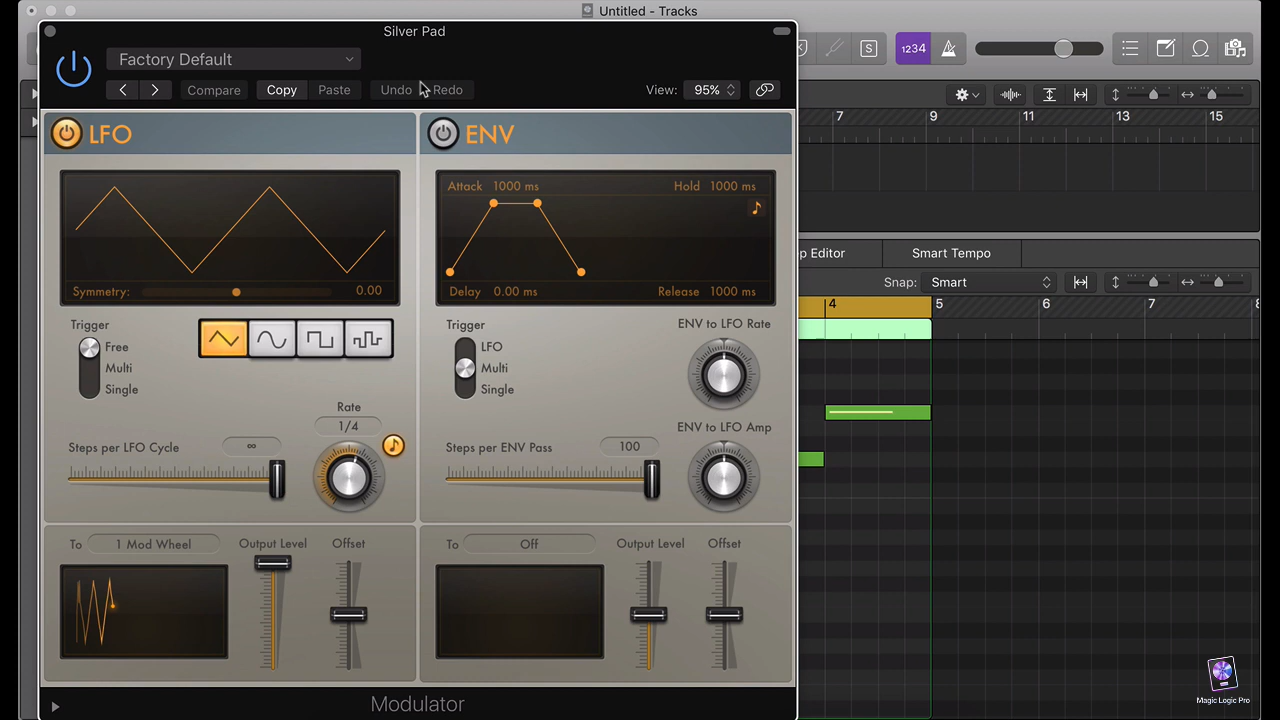 Untitled - Tracks
Silver Pad
Factory Default
Compare
Copy
Paste
Undo
Redo
View:
95%
S
1234
7
9
11
13
15
LFO
ENV
Attack 1000 ms
Hold 1000 ms
Symmetry:
0.00
Delay 0.00 ms
Release 1000 ms
p Editor
Smart Tempo
Snap: Smart
4
5
6
7
8
Trigger
Free
Multi
Single
Rate
1/4
Steps per LFO Cycle
∞
Trigger
LFO
Multi
Single
ENV to LFO Rate
ENV to LFO Amp
Steps per ENV Pass
100
To
1 Mod Wheel
Output Level
Offset
To
Off
Output Level
Offset
Modulator
Magic Logic Pro